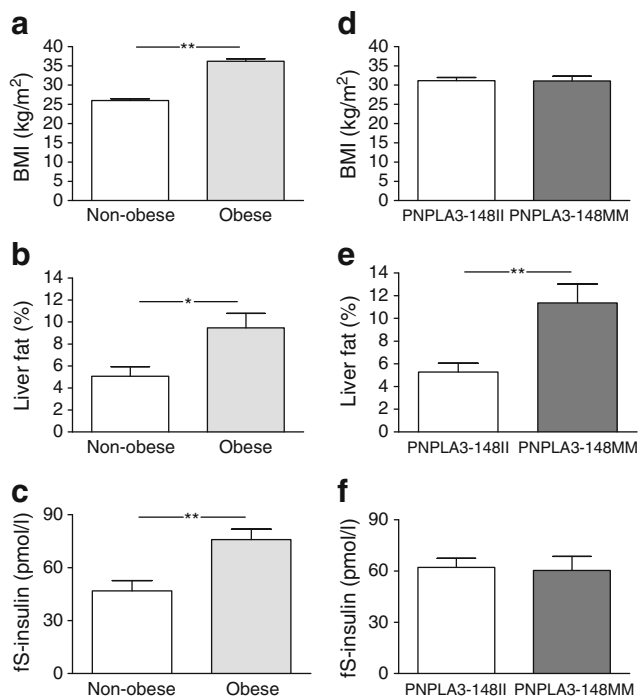 a
BMI (kg/m²)
40
35
30
25
20
15
10
5
0
**
Non-obese Obese
d
BMI (kg/m²)
40
35
30
25
20
15
10
5
0
PNPLA3-148II PNPLA3-148MM
b
Liver fat (%)
14
12
10
8
6
4
2
0
*
Non-obese Obese
e
Liver fat (%)
14
12
10
8
6
4
2
0
**
PNPLA3-148II PNPLA3-148MM
c
fS-insulin (pmol/l)
90
60
30
0
**
Non-obese Obese
f
fS-insulin (pmol/l)
90
60
30
0
PNPLA3-148II PNPLA3-148MM